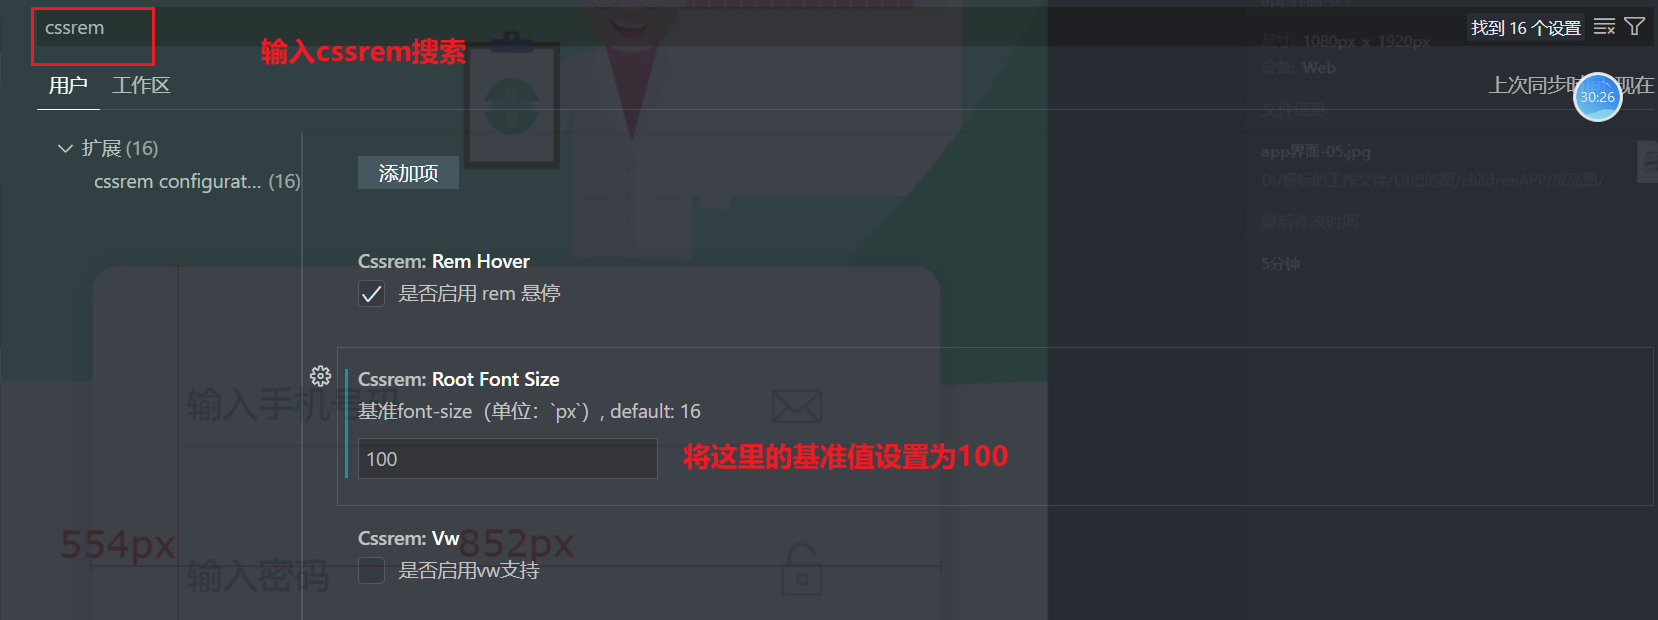 cssrem
找到 16 个设置
输入cssrem搜索
尺寸: 1080px x 1920px
设备: Web
用户
工作区
上次同步时
现在
30:26
文件信息
扩展 (16)
app界面-05.jpg
cssrem configurat... (16)
添加项
最后修改时间
Cssrem: Rem Hover
5分钟
是否启用 rem 悬停
Cssrem: Root Font Size
输入手机号码
基准font-size（单位：`px`）, default: 16
100
将这里的基准值设置为100
Cssrem: Vw
554px
852px
输入密码
是否启用vw支持